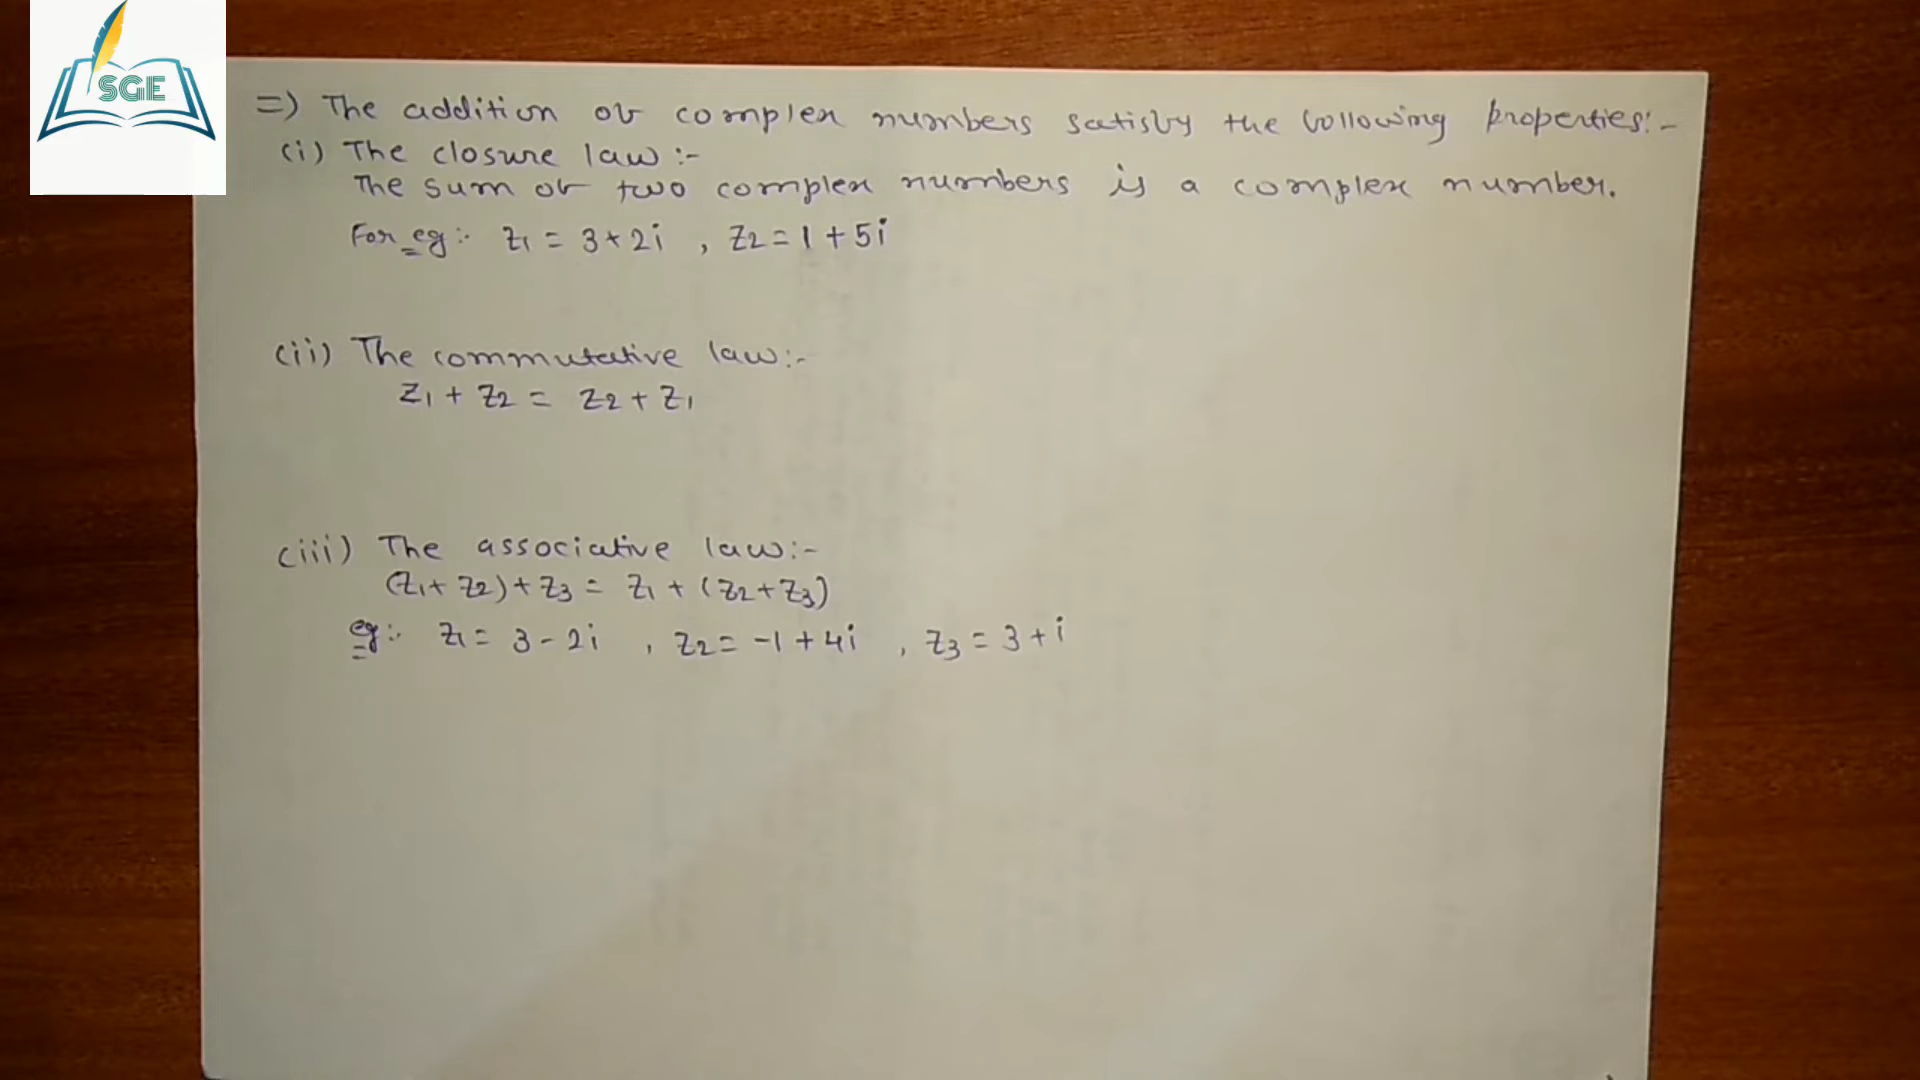 SGE
=) The addition of complex numbers satisfy the following properties:-
(i) The closure law:-
The sum of two complex numbers is a complex number.
For eg:- z1 = 3+2i , z2 = 1+5i
(ii) The commutative law:-
z1 + z2 = z2 + z1
(iii) The associative law:-
(z1+ z2)+z3 = z1 + (z2+z3)
eg:- z1 = 3-2i , z2 = -1+4i , z3 = 3+i